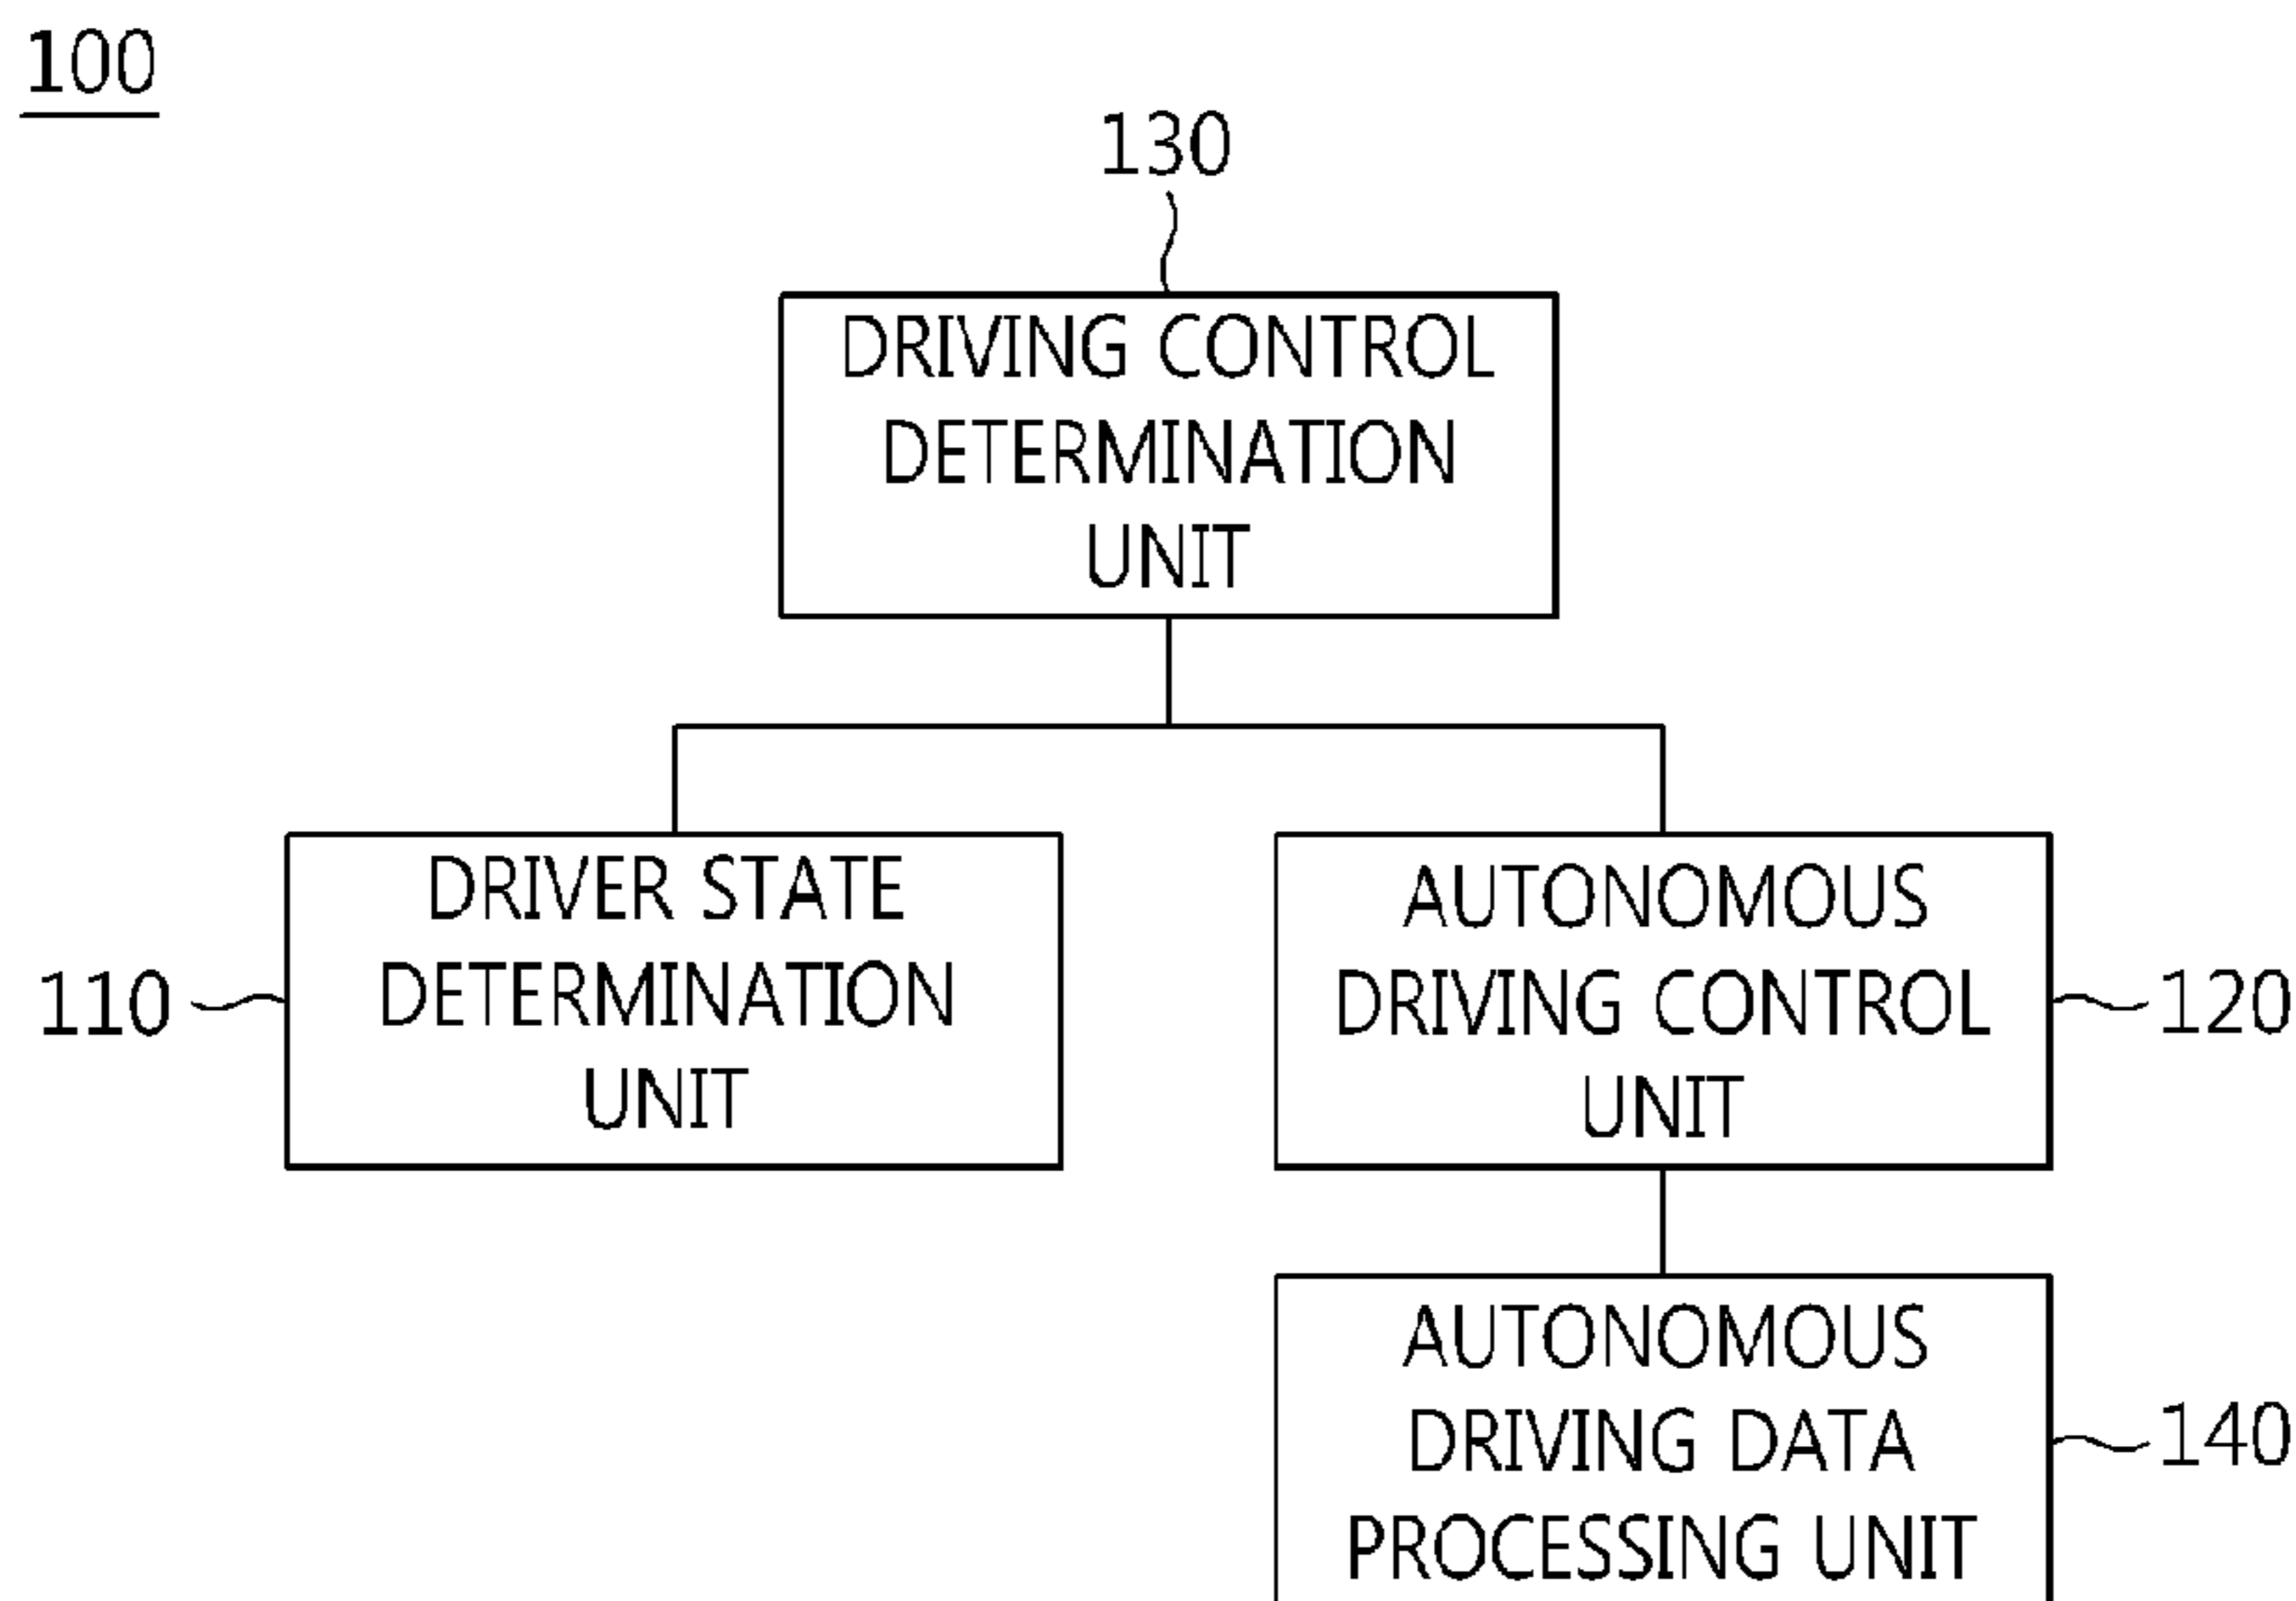 100
130
DRIVING CONTROL
DETERMINATION
UNIT
DRIVER STATE
DETERMINATION
UNIT
110
AUTONOMOUS
DRIVING CONTROL
UNIT
120
AUTONOMOUS
DRIVING DATA
PROCESSING UNIT
140